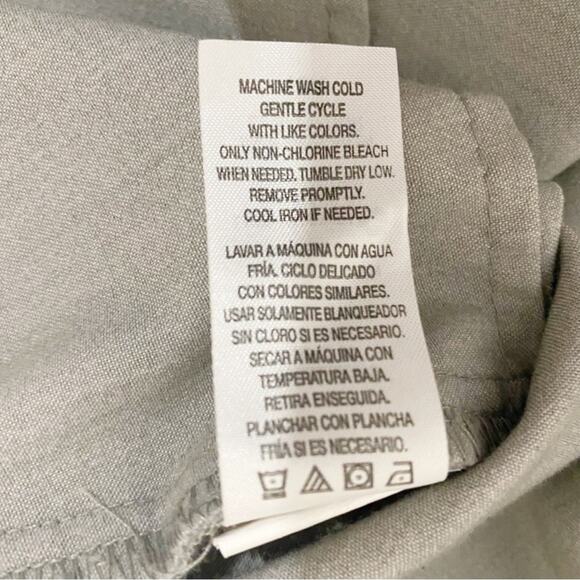 MACHINE WASH COLD
GENTLE CYCLE
WITH LIKE COLORS.
ONLY NON-CHLORINE BLEACH
WHEN NEEDED. TUMBLE DRY LOW.
REMOVE PROMPTLY.
COOL IRON IF NEEDED.
LAVAR A MÁQUINA CON AGUA
FRÍA. CICLO DELICADO
CON COLORES SIMILARES.
USAR SOLAMENTE BLANQUEADOR
SIN CLORO SI ES NECESARIO.
SECAR A MÁQUINA CON
TEMPERATURA BAJA.
RETIRA ENSEGUIDA.
PLANCHAR CON PLANCHA
FRÍA SI ES NECESARIO.